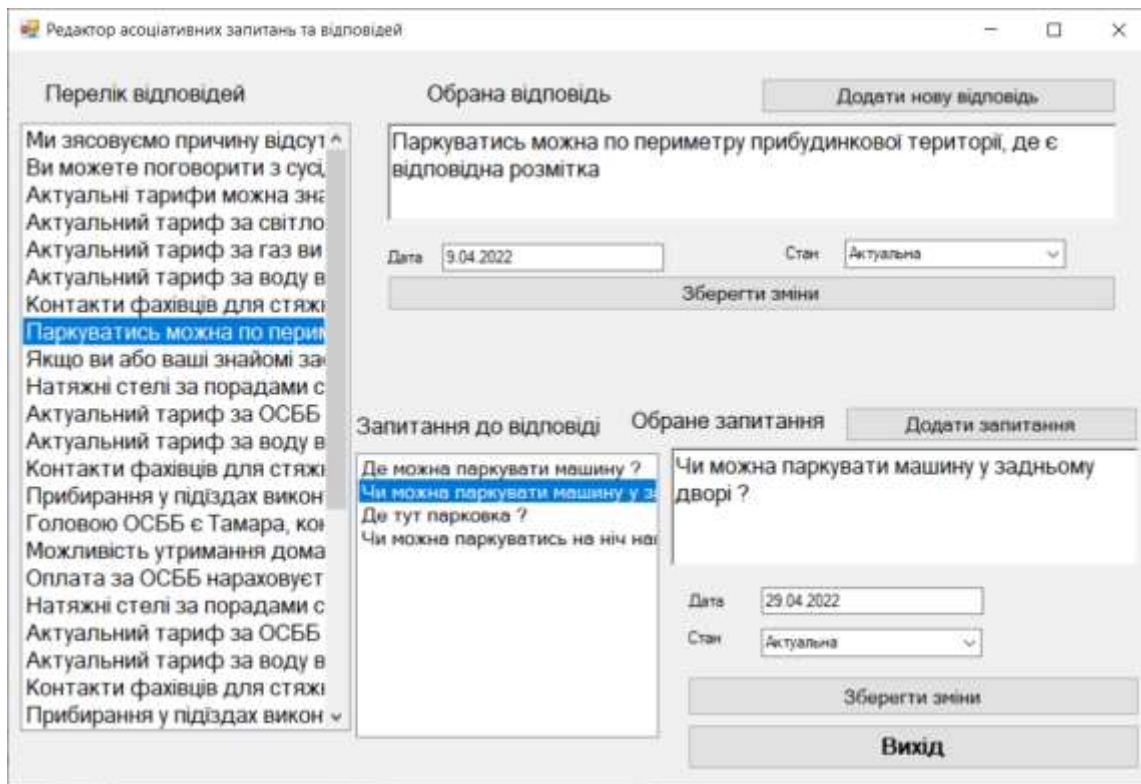 Редактор асоціативних запитань та відповідей
Перелік відповідей
Ми зясовуємо причину відсут
Ви можете поговорити з сусі
Актуальні тарифи можна зна
Актуальний тариф за світло
Актуальний тариф за газ ви
Актуальний тариф за воду в
Контакти фахівців для стяжк
Паркуватись можна по перим
Якщо ви або ваші знайомі за
Натяжні стелі за порадами с
Актуальний тариф за ОСББ
Актуальний тариф за воду в
Контакти фахівців для стяжк
Прибирання у підїздах викон
Головою ОСББ є Тамара, кон
Можливість утримання дома
Оплата за ОСББ нараховуєт
Натяжні стелі за порадами с
Актуальний тариф за ОСББ
Актуальний тариф за воду в
Контакти фахівців для стяжк
Прибирання у підїздах викон
Обрана відповідь
Додати нову відповідь
Паркуватись можна по периметру прибудинкової території, де є
відповідна розмітка
Дата 9.04.2022 Стан Актуальна
Зберегти зміни
Запитання до відповіді
Де можна паркувати машину ?
Чи можна паркувати машину у за
Де тут парковка ?
Чи можна паркуватись на ніч на
Обране запитання
Додати запитання
Чи можна паркувати машину у задньому
дворі ?
Дата 29.04.2022
Стан Актуальна
Зберегти зміни
Вихід